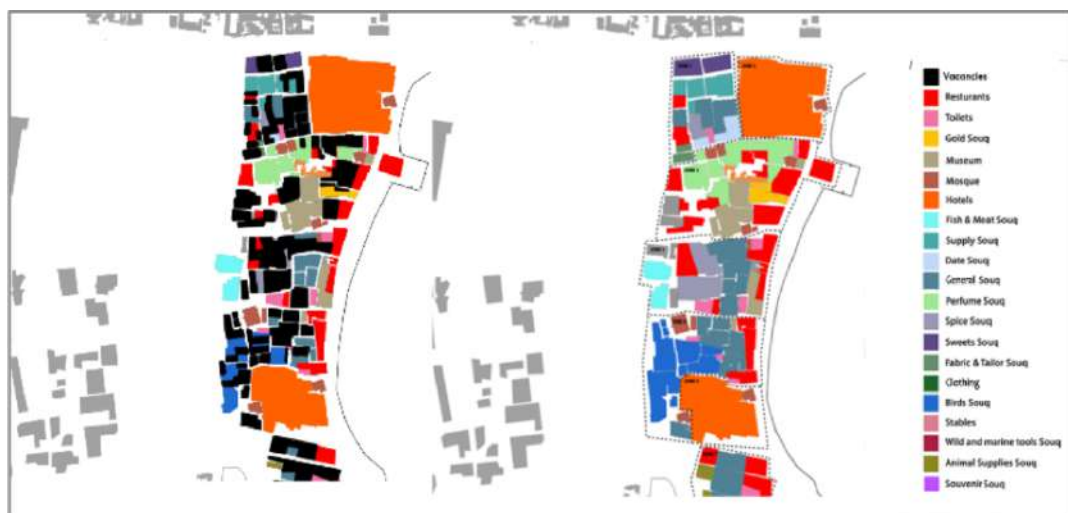 Vacancies
Resturants
Toilets
Gold Souq
Museum
Mosque
Hotels
Fish & Meat Souq
Supply Souq
Date Souq
General Souq
Perfume Souq
Spice Souq
Sweets Souq
Fabric & Tailor Souq
Clothing
Birds Souq
Stables
Wild and marine tools Souq
Animal Supplies Souq
Souvenir Souq